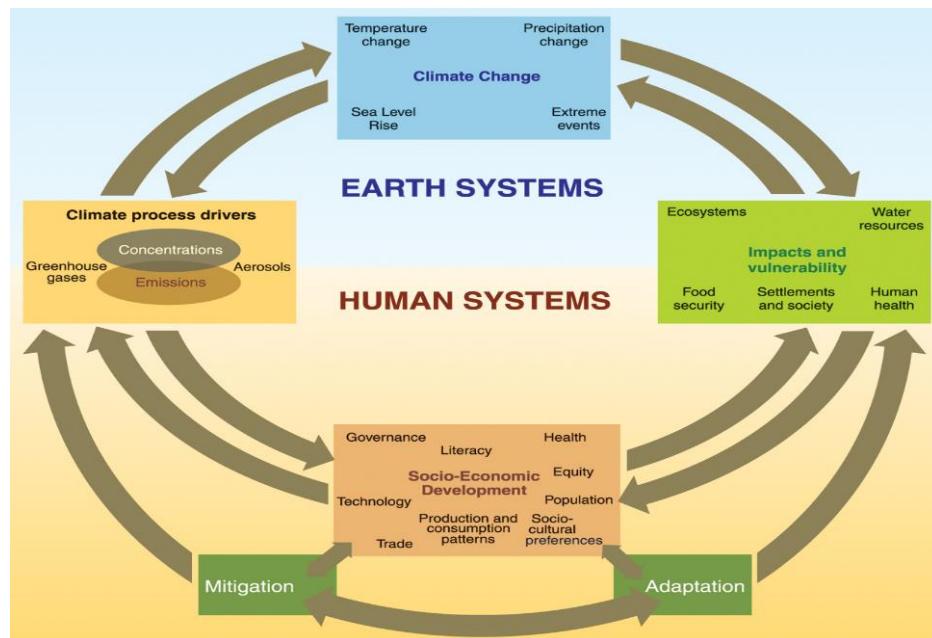 Temperature
change
Precipitation
change
Climate Change
Sea Level
Rise
Extreme
events
EARTH SYSTEMS
Climate process drivers
Concentrations
Greenhouse
gases
Aerosols
Emissions
Ecosystems
Water
resources
Impacts and
vulnerability
Food
security
Settlements
and society
Human
health
HUMAN SYSTEMS
Governance
Literacy
Health
Socio-Economic
Development
Equity
Technology
Population
Production and
consumption
patterns
Socio-
cultural
preferences
Trade
Mitigation
Adaptation